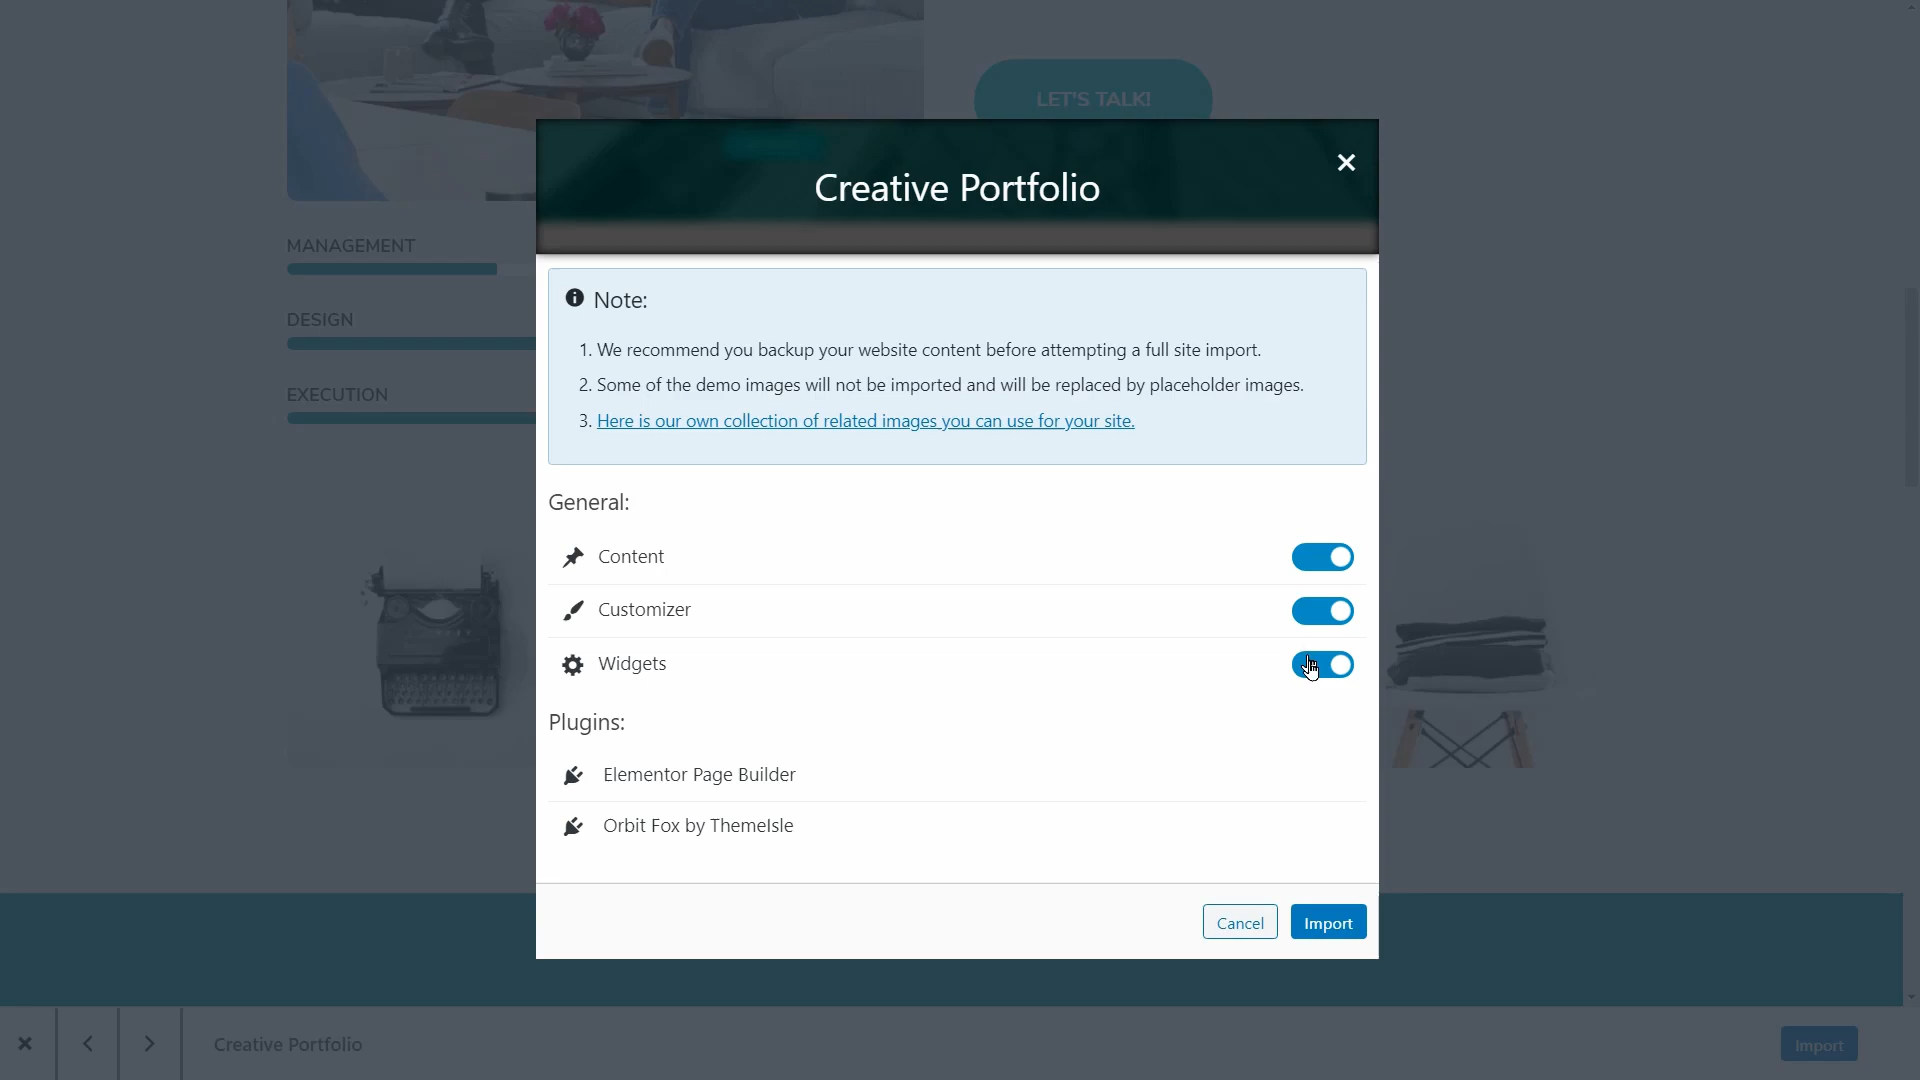 LET'S TALK!
Creative Portfolio
MANAGEMENT
DESIGN
EXECUTION
Note:
1. We recommend you backup your website content before attempting a full site import.
2. Some of the demo images will not be imported and will be replaced by placeholder images.
3. Here is our own collection of related images you can use for your site.
General:
Content
Customizer
Widgets
Plugins:
Elementor Page Builder
Orbit Fox by ThemeIsle
Cancel
Import
Creative Portfolio
Import